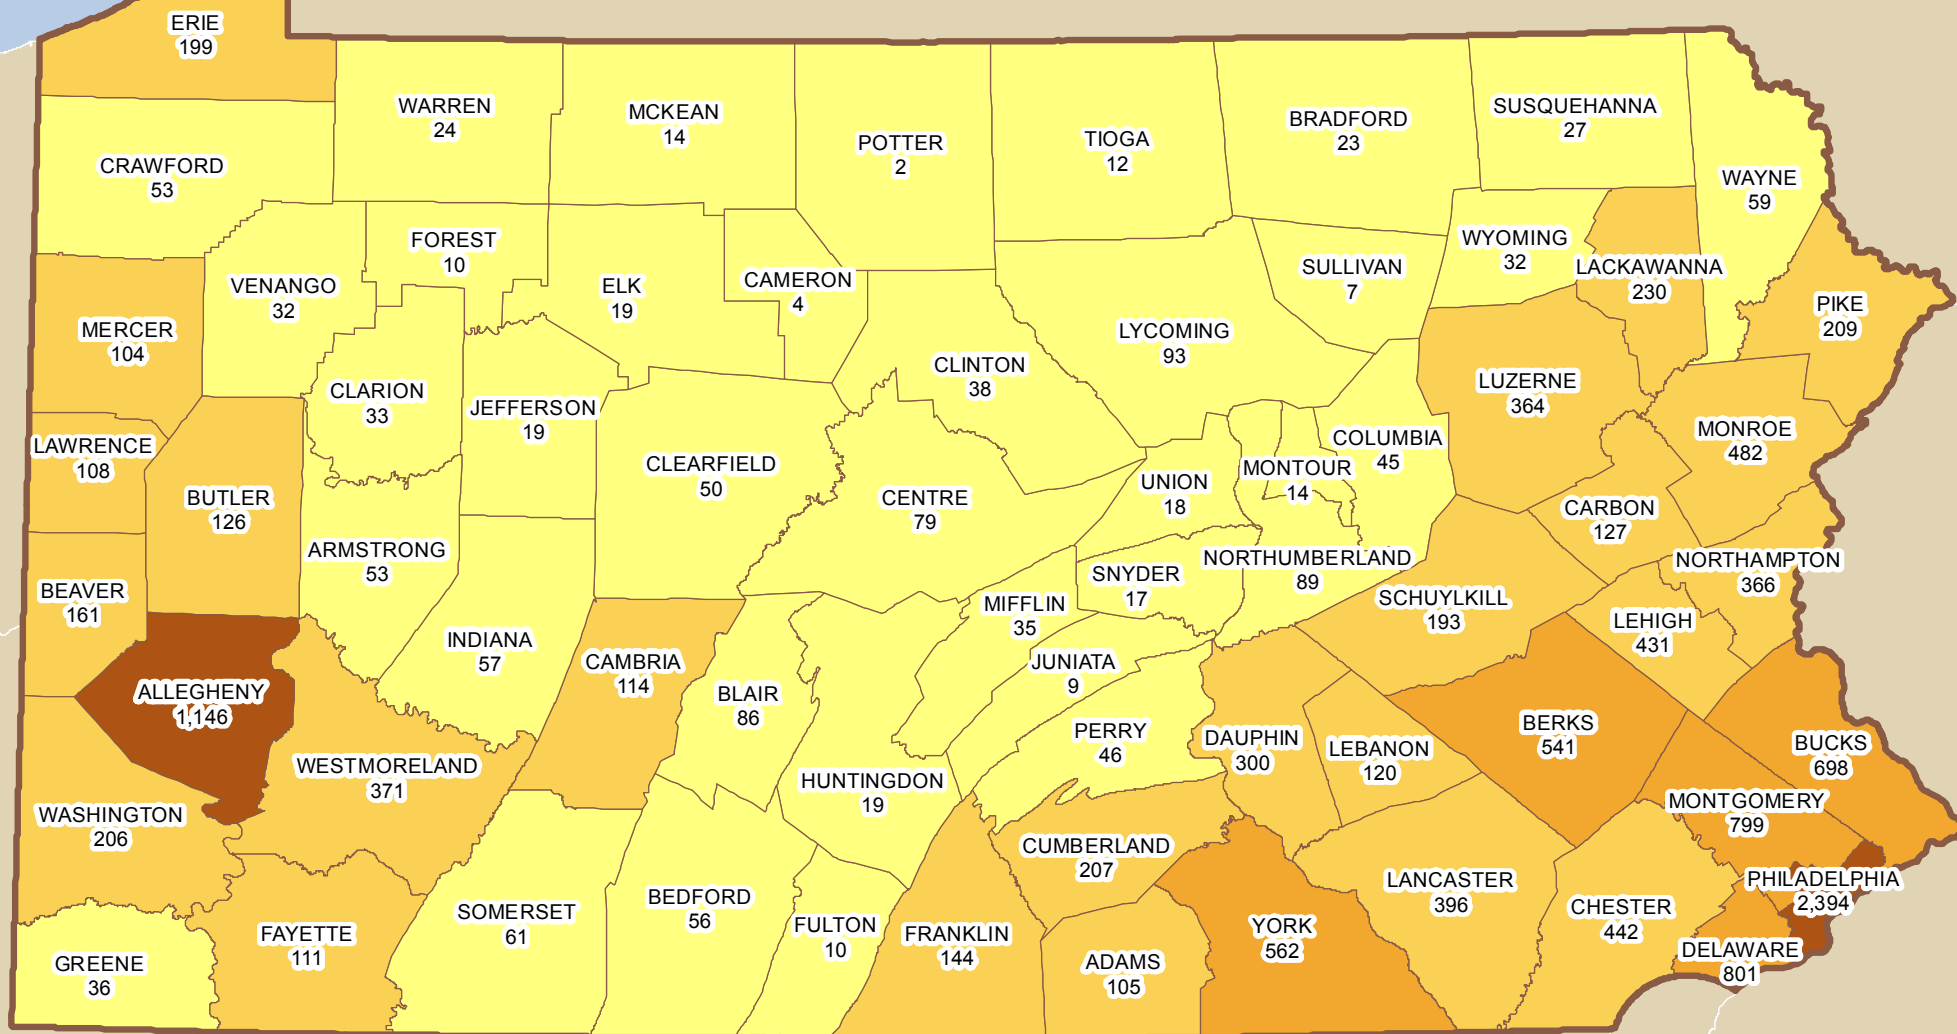 ERIE
199
WARREN
24
MCKEAN
14
POTTER
2
TIOGA
12
BRADFORD
23
SUSQUEHANNA
27
CRAWFORD
53
WAYNE
59
FOREST
10
VENANGO
32
ELK
19
CAMERON
4
SULLIVAN
7
WYOMING
32
LACKAWANNA
230
PIKE
209
MERCER
104
CLARION
33
JEFFERSON
19
CLINTON
38
LYCOMING
93
LUZERNE
364
LAWRENCE
108
BUTLER
126
CLEARFIELD
50
CENTRE
79
UNION
18
MONTOUR
14
COLUMBIA
45
MONROE
482
CARBON
127
ARMSTRONG
53
BEAVER
161
SNYDER
17
NORTHUMBERLAND
89
NORTHAMPTON
366
SCHUYLKILL
193
LEHIGH
431
MIFFLIN
35
INDIANA
57
CAMBRIA
114
JUNIATA
9
ALLEGHENY
1,146
BLAIR
86
PERRY
46
DAUPHIN
300
LEBANON
120
BERKS
541
BUCKS
698
WESTMORELAND
371
HUNTINGDON
19
WASHINGTON
206
CUMBERLAND
207
MONTGOMERY
799
LANCASTER
396
PHILADELPHIA
2,394
CHESTER
442
SOMERSET
61
BEDFORD
56
FULTON
10
FRANKLIN
144
YORK
562
FAYETTE
111
DELAWARE
801
GREENE
36
ADAMS
105